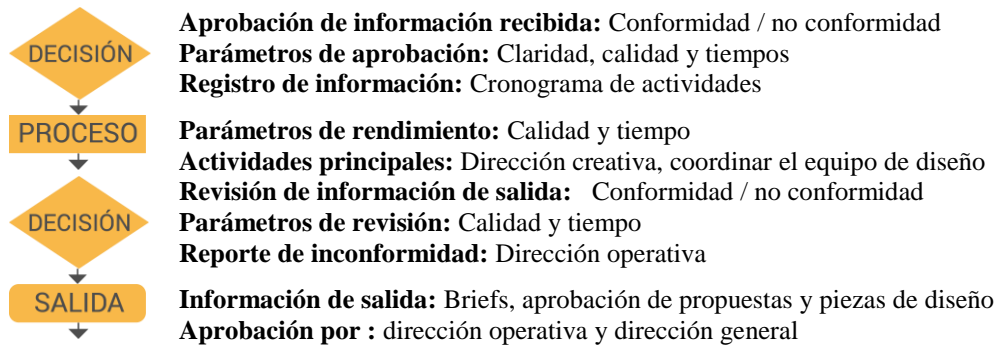 DECISIÓN
Aprobación de información recibida: Conformidad / no conformidad
Parámetros de aprobación: Claridad, calidad y tiempos
Registro de información: Cronograma de actividades
PROCESO
Parámetros de rendimiento: Calidad y tiempo
Actividades principales: Dirección creativa, coordinar el equipo de diseño
DECISIÓN
Revisión de información de salida: Conformidad / no conformidad
Parámetros de revisión: Calidad y tiempo
Reporte de inconformidad: Dirección operativa
SALIDA
Información de salida: Briefs, aprobación de propuestas y piezas de diseño
Aprobación por : dirección operativa y dirección general